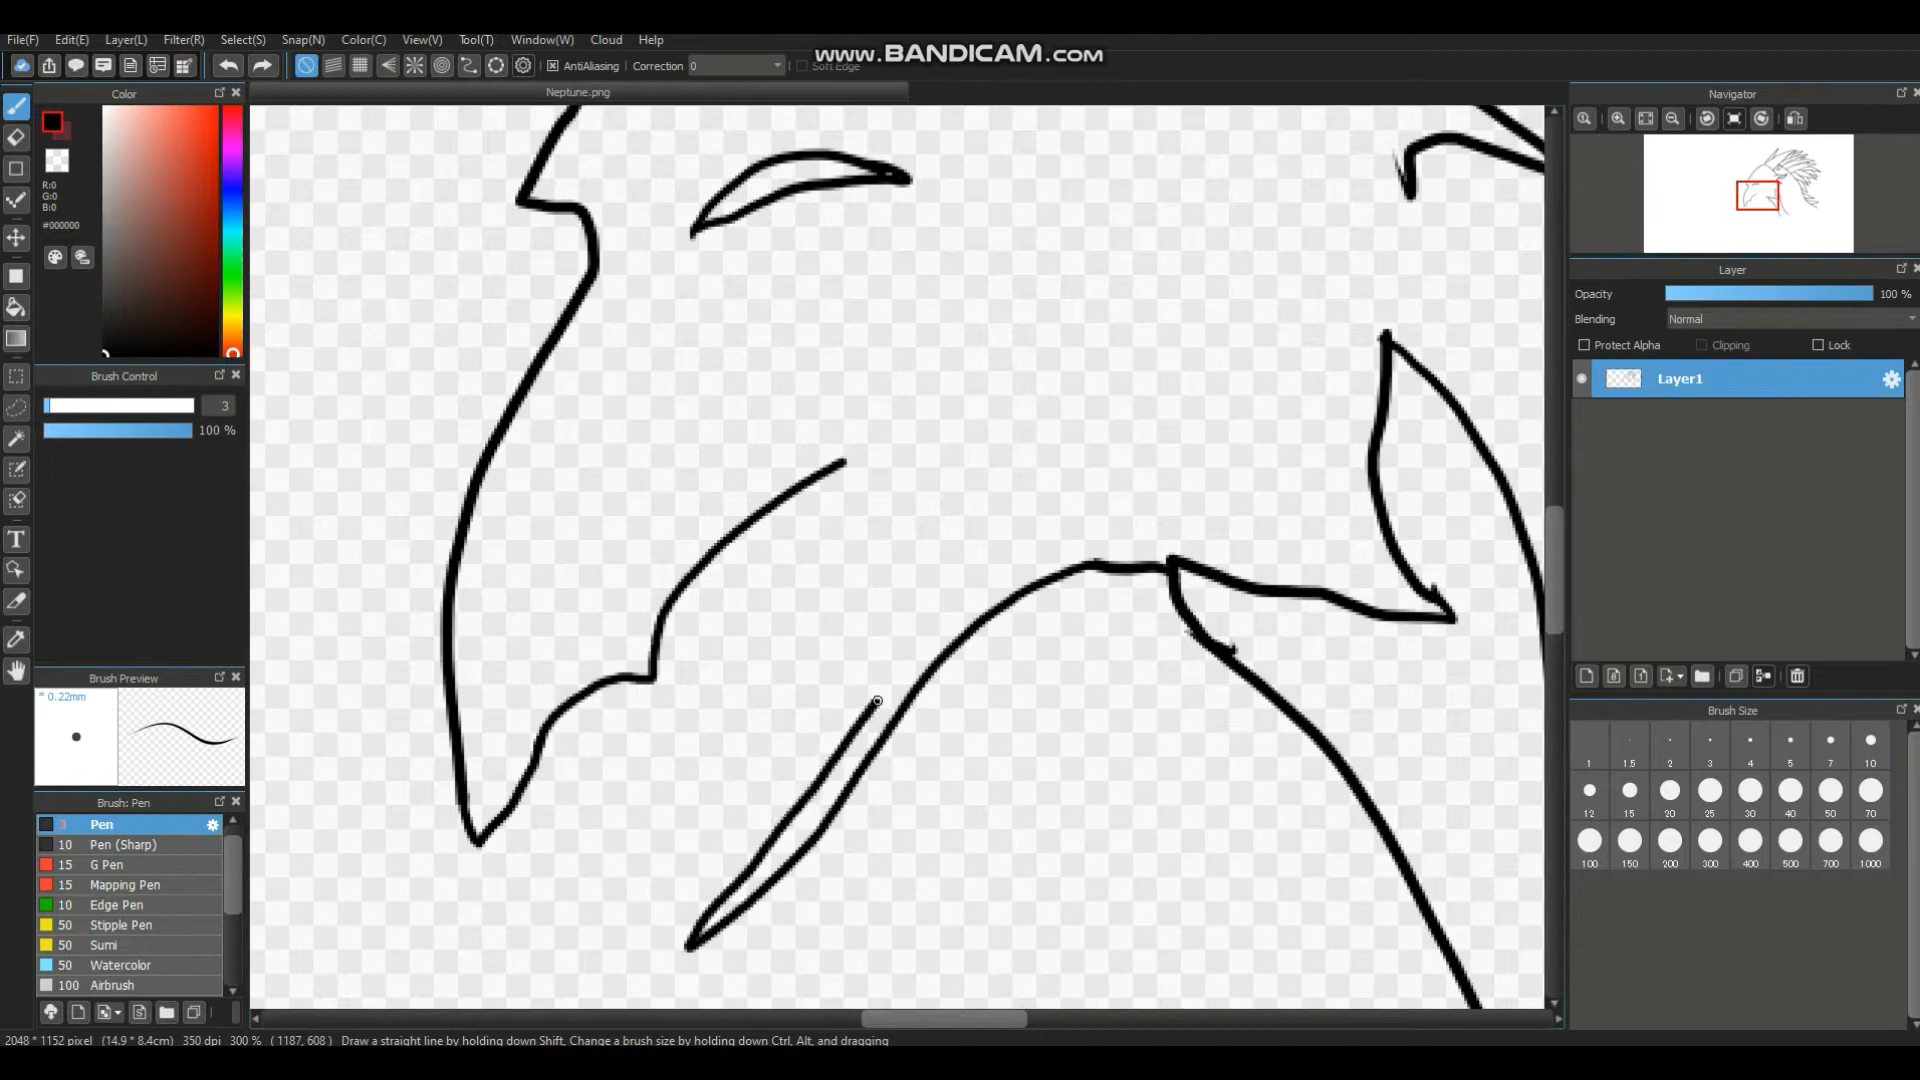 File(F) Edit(E) Layer(L) Filter(R) Select(S) Snap(N) Color(C) View(V) Tool(T) Window(W) Cloud Help
www.BANDICAM.com
AntiAliasing Correction 0 Soft Edge
Color
Neptune.png
Navigator
R:0
G:0
B:0
#000000
Layer
Opacity 100 %
Blending Normal
Protect Alpha Clipping Lock
Layer1
Brush Control
3
100 %
Brush Preview
* 0.22mm
Brush: Pen
3 Pen
10 Pen (Sharp)
15 G Pen
15 Mapping Pen
10 Edge Pen
50 Stipple Pen
50 Sumi
50 Watercolor
100 Airbrush
Brush Size
1 1.5 2 3 4 5 7 10
12 15 20 25 30 40 50 70
100 150 200 300 400 500 700 1000
2048 * 1152 pixel (14.9 * 8.4cm) 350 dpi 300 % ( 1187, 608 ) Draw a straight line by holding down Shift, Change a brush size by holding down Ctrl, Alt, and dragging